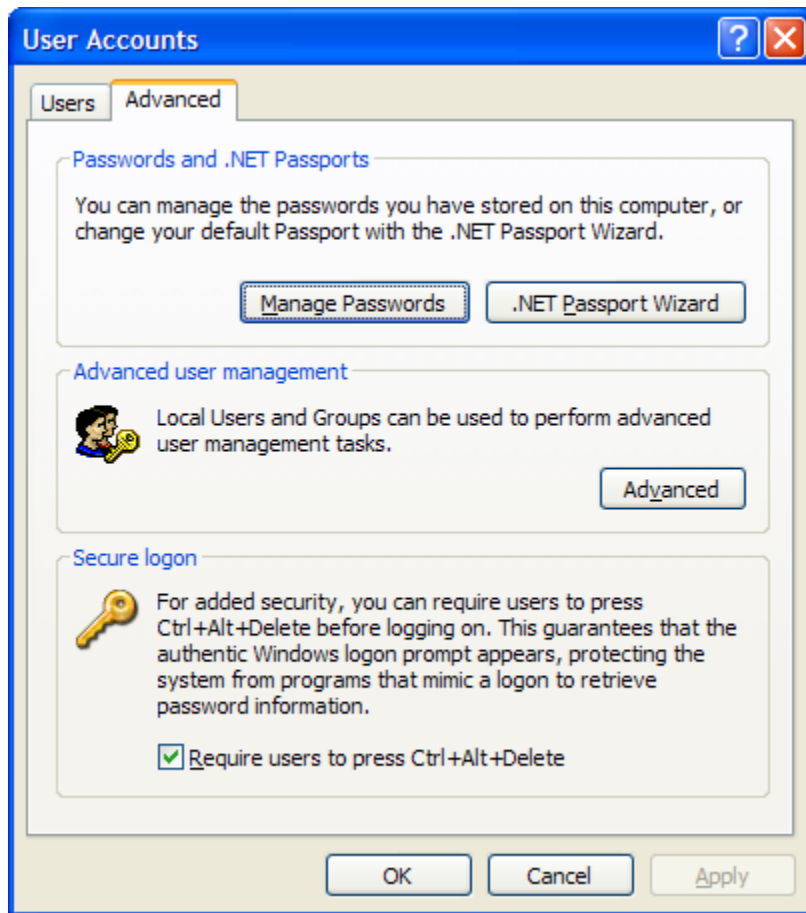 User Accounts
?
X
Users
Advanced
Passwords and .NET Passports
You can manage the passwords you have stored on this computer, or
change your default Passport with the .NET Passport Wizard.
Manage Passwords
.NET Passport Wizard
Advanced user management
Local Users and Groups can be used to perform advanced
user management tasks.
Advanced
Secure logon
For added security, you can require users to press
Ctrl+Alt+Delete before logging on. This guarantees that the
authentic Windows logon prompt appears, protecting the
system from programs that mimic a logon to retrieve
password information.
Require users to press Ctrl+Alt+Delete
OK
Cancel
Apply